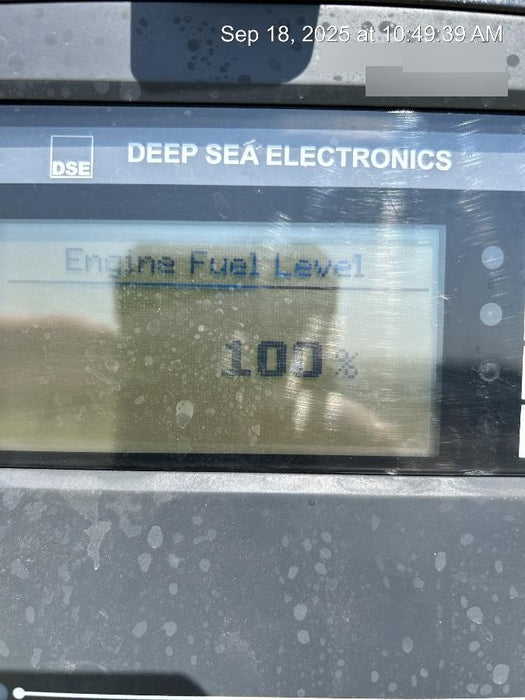 Sep 18, 2025 at 10:49:39 AM
DSE
DEEP SEA ELECTRONICS
Engine Fuel Level
100 %